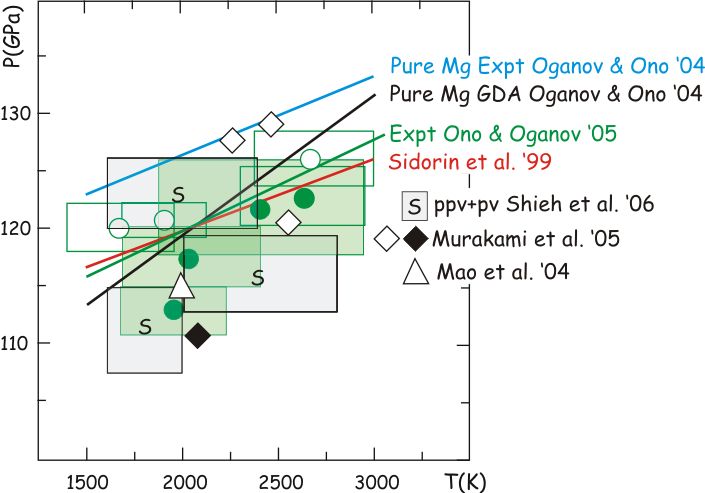 P(GPa)
Pure Mg Expt Oganov & Ono '04
Pure Mg GDA Oganov & Ono '04
130
Expt Ono & Oganov '05
Sidorin et al. '99
S
S ppv+pv Shieh et al. '06
120
Murakami et al. '05
Mao et al. '04
S
S
110
1500 2000 2500 3000 T(K)